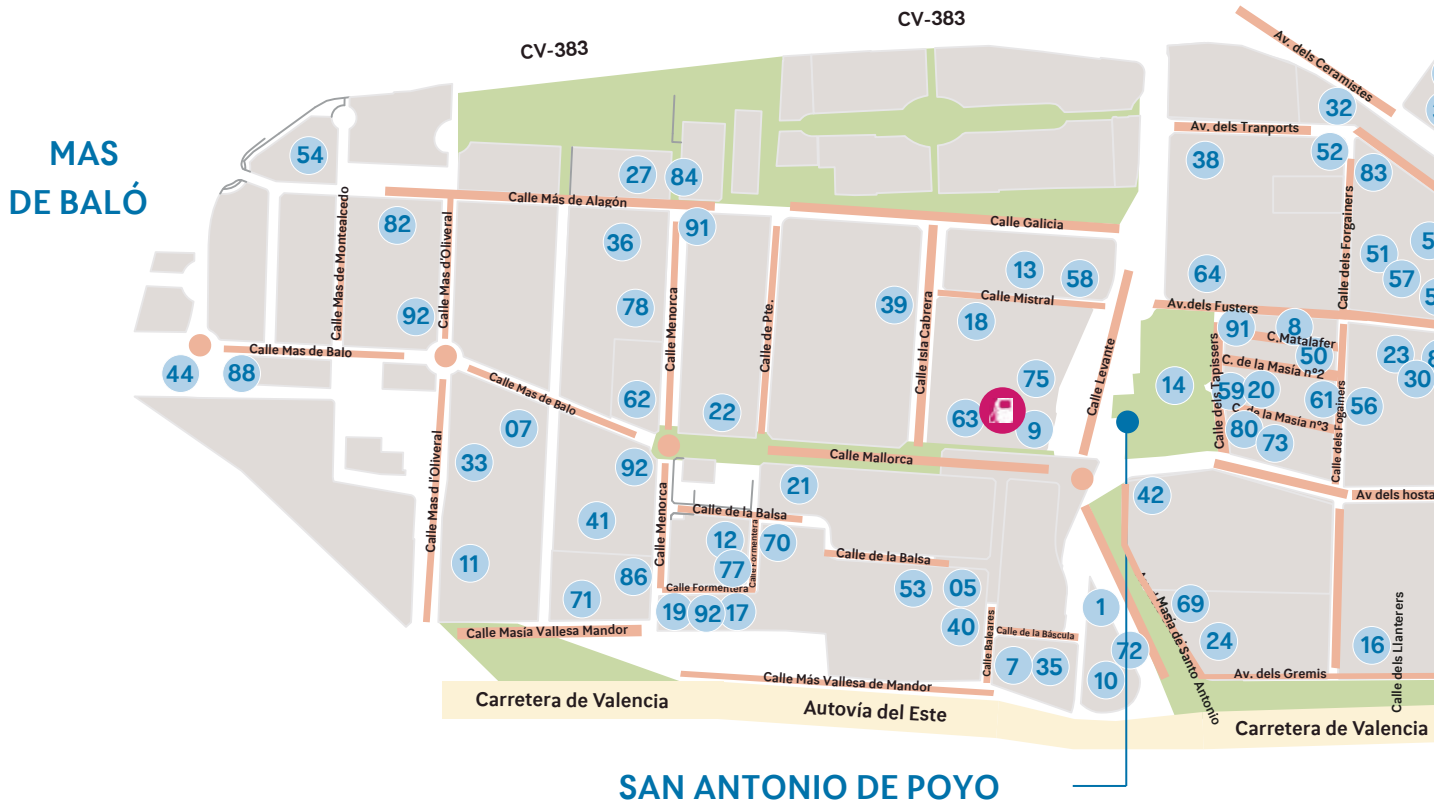 CV-383
CV-383
Av. dels Ceramistes
32
Av. dels Tranports
MAS
DE BALÓ
54
27
84
38
52
83
Calle Más de Alagón
Calle Galicia
82
36
91
13
58
64
51
57
Calle Mas de Montealcedo
Calle Mas d'Oliveral
Calle Menorca
Calle de Pte.
Calle Isla Cabrera
Calle Mistral
Calle Levante
Calle dels Forgainers
Av.dels Fusters
92
78
39
18
91
8
C.Matalafer
50
23
30
Calle Mas de Balo
44
88
Calle Mas de Balo
62
22
75
63
9
14
Calle dels Tapissers
C. de la Masía nº2
59
20
61
56
C. de la Masía nº3
80
73
Calle dels Fogainers
07
33
92
Calle Mallorca
21
42
Av dels hosta
Calle Mas d l'Oliveral
41
Calle Menorca
Calle de la Balsa
12
70
77
Calle Formentera
Calle de la Balsa
11
86
71
Calle Formentera
19
92
17
53
05
40
1
69
24
16
Calle Masía Vallesa Mandor
Calle Baleares
Calle de la Báscula
7
35
72
10
Masía de Santo Antonio
Calle dels Llanterers
Av. dels Gremis
Calle Más Vallesa de Mandor
Carretera de Valencia
Autovía del Este
Carretera de Valencia
SAN ANTONIO DE POYO